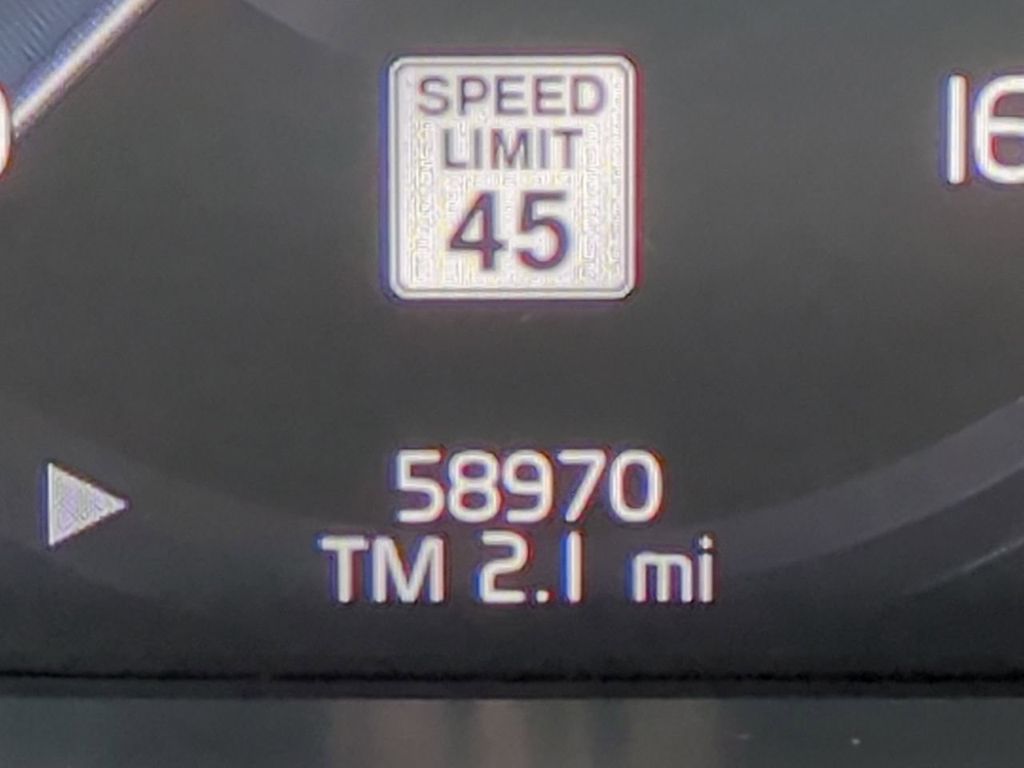 SPEED
LIMIT
45
58970
TM 2.1 mi